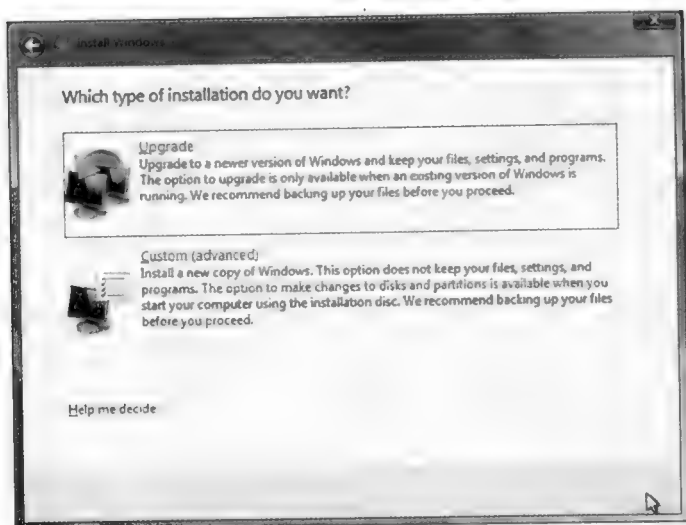 Install Windows
Which type of installation do you want?
Upgrade
Upgrade to a newer version of Windows and keep your files, settings, and programs.
The option to upgrade is only available when an existing version of Windows is
running. We recommend backing up your files before you proceed.
Custom (advanced)
Install a new copy of Windows. This option does not keep your files, settings, and
programs. The option to make changes to disks and partitions is available when you
start your computer using the installation disc. We recommend backing up your files
before you proceed.
Help me decide